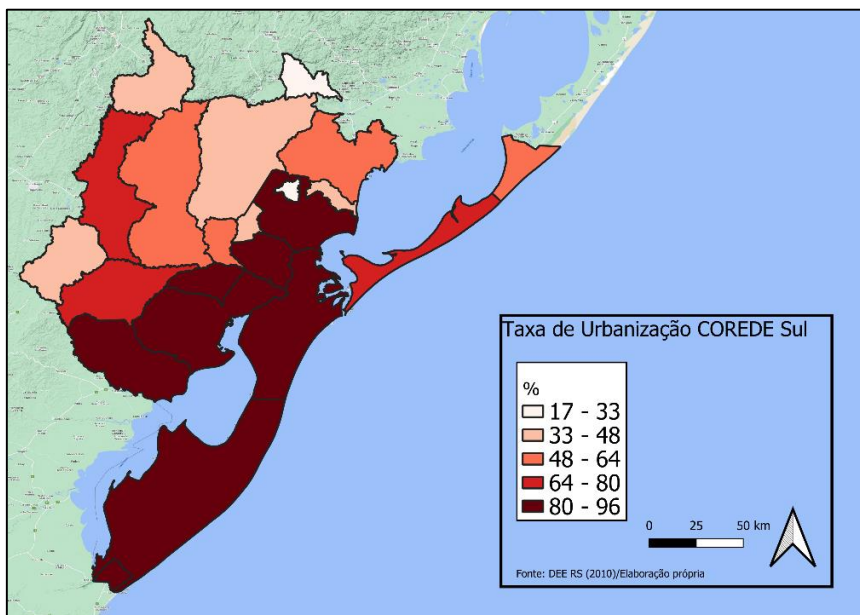 Taxa de Urbanização COREDE Sul
%
17 - 33
33 - 48
48 - 64
64 - 80
80 - 96
0 25 50 km
Fonte: DEE RS (2010)/Elaboração própria